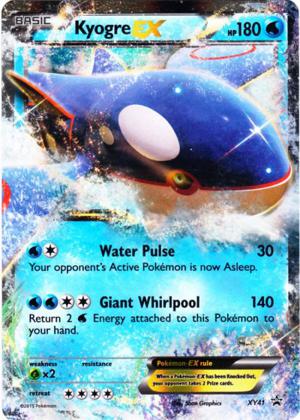 BASIC
Kyogre EX
HP180
Water Pulse 30
Your opponent's Active Pokémon is now Asleep.
Giant Whirlpool 140
Return 2 Energy attached to this Pokémon to
your hand.
weakness
resistance
×2
retreat
Pokémon-EX rule
When a Pokémon-EX has been Knocked Out,
your opponent takes 2 Prize cards.
©2015 Pokémon
XY41
PROMO